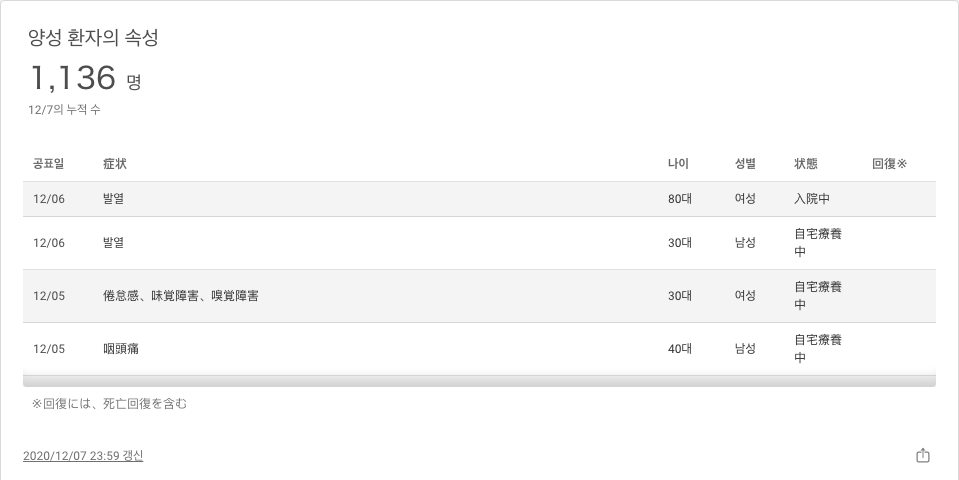 양성 환자의 속성
1,136 명
12/7의 누적 수
공표일 症状 나이 성별 状態 回復※
12/06 발열 80대 여성 入院中
12/06 발열 30대 남성 自宅療養
中
12/05 倦怠感、味覚障害、嗅覚障害 30대 여성 自宅療養
中
12/05 咽頭痛 40대 남성 自宅療養
中
※回復には、死亡回復を含む
2020/12/07 23:59 갱신